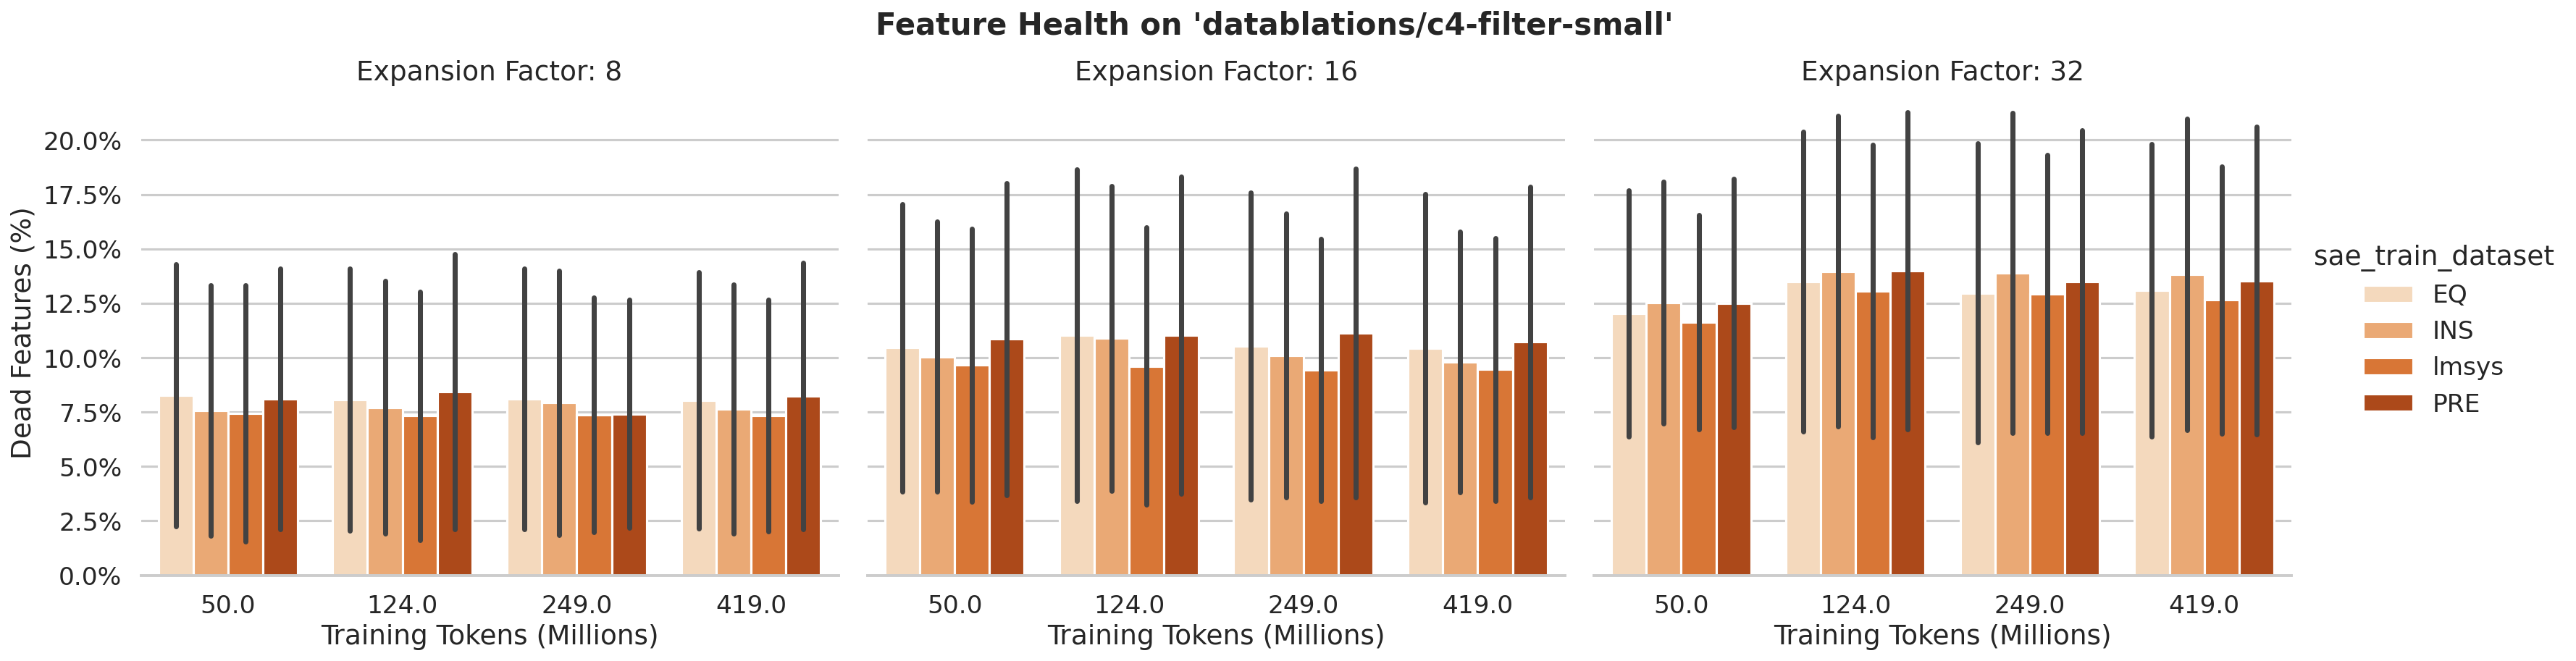 Feature Health on 'datablations/c4-filter-small'
Expansion Factor: 8
Expansion Factor: 16
Expansion Factor: 32
Dead Features (%)
20.0%
17.5%
15.0%
12.5%
10.0%
7.5%
5.0%
2.5%
0.0%
50.0 124.0 249.0 419.0
Training Tokens (Millions)
50.0 124.0 249.0 419.0
Training Tokens (Millions)
50.0 124.0 249.0 419.0
Training Tokens (Millions)
sae_train_dataset
EQ
INS
lmsys
PRE